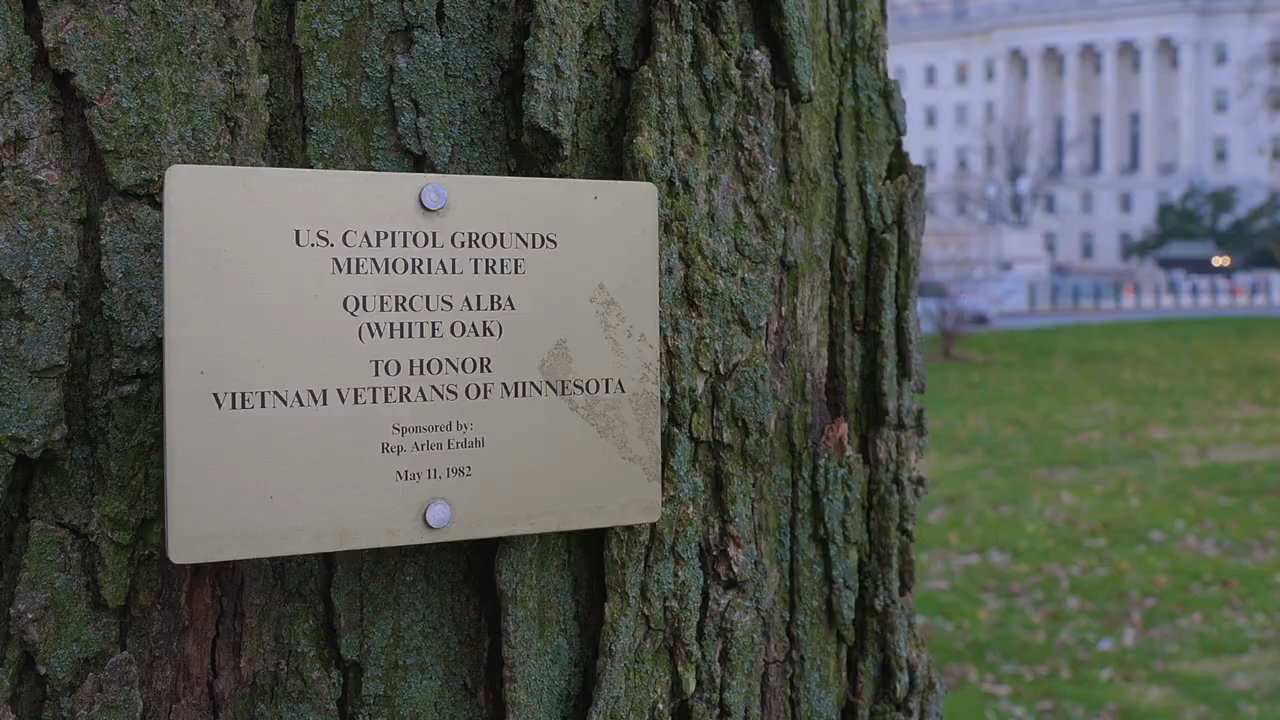 U.S. CAPITOL GROUNDS
MEMORIAL TREE
QUERCUS ALBA
(WHITE OAK)
TO HONOR
VIETNAM VETERANS OF MINNESOTA
Sponsored by:
Rep. Arlen Erdahl
May 11, 1982